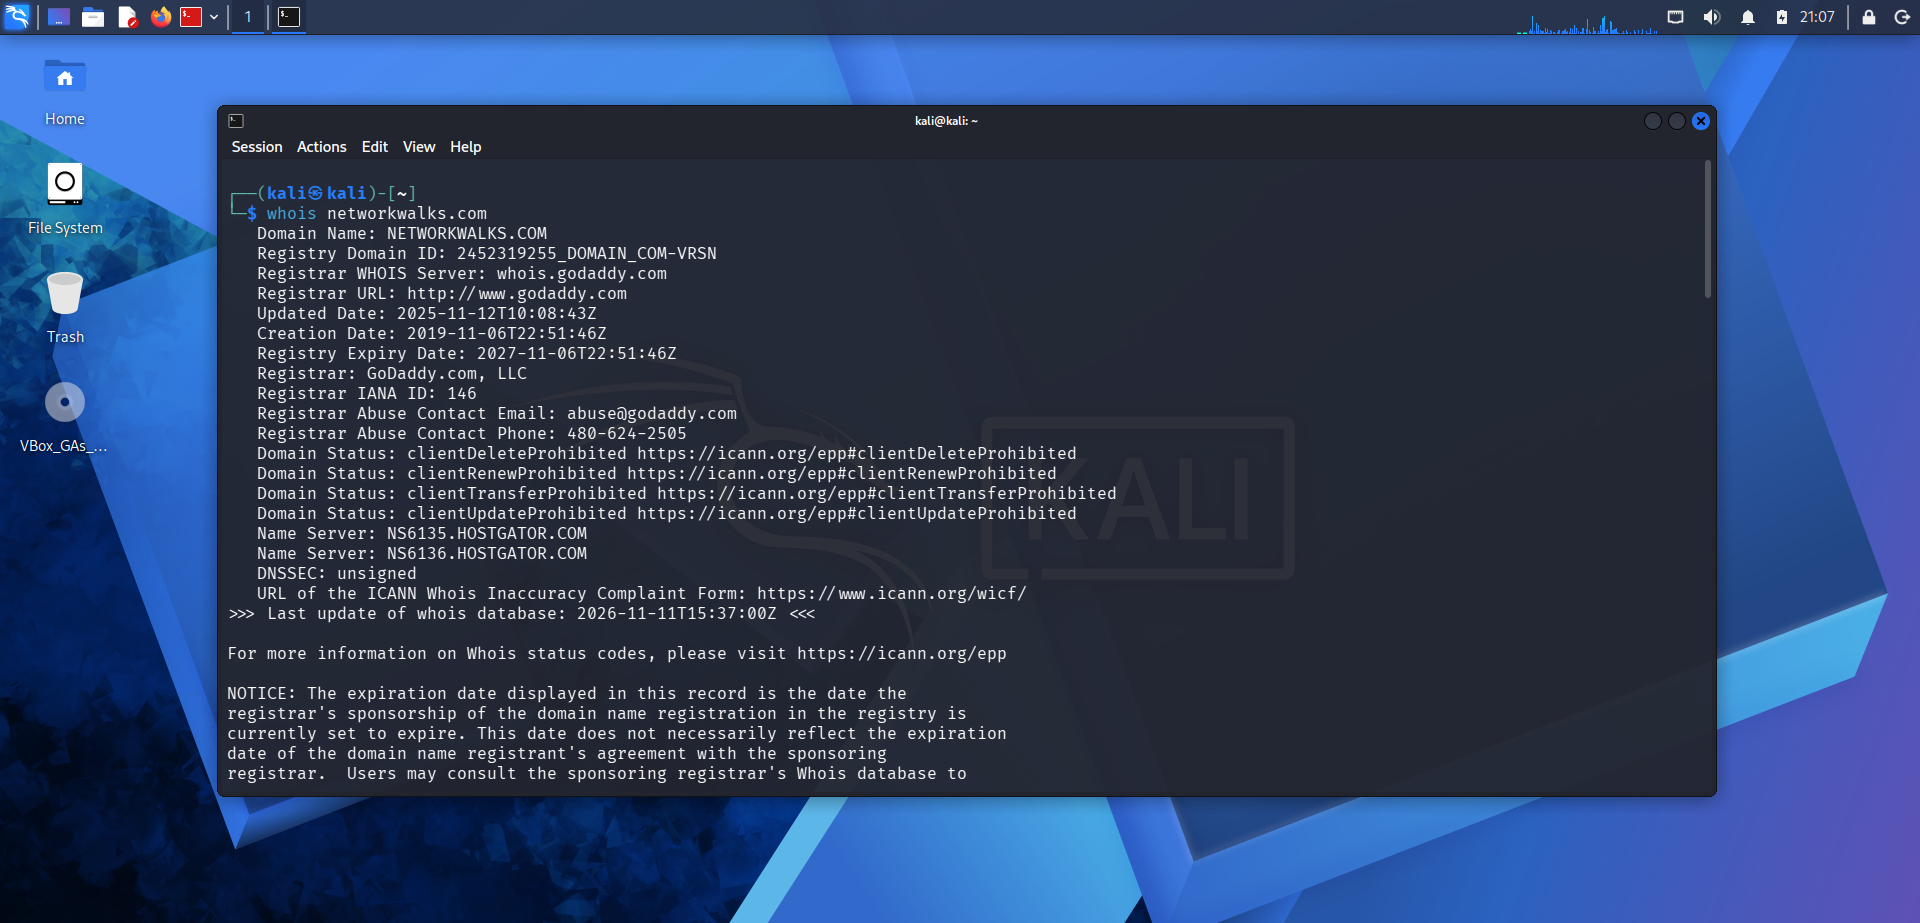 1
21:07
Home
File System
Trash
VBox_GAs_...
kali@kali: ~
Session Actions Edit View Help
┌──(kali㉿kali)-[~]
└─$ whois networkwalks.com
Domain Name: NETWORKWALKS.COM
Registry Domain ID: 2452319255_DOMAIN_COM-VRSN
Registrar WHOIS Server: whois.godaddy.com
Registrar URL: http://www.godaddy.com
Updated Date: 2025-11-12T10:08:43Z
Creation Date: 2019-11-06T22:51:46Z
Registry Expiry Date: 2027-11-06T22:51:46Z
Registrar: GoDaddy.com, LLC
Registrar IANA ID: 146
Registrar Abuse Contact Email: abuse@godaddy.com
Registrar Abuse Contact Phone: 480-624-2505
Domain Status: clientDeleteProhibited https://icann.org/epp#clientDeleteProhibited
Domain Status: clientRenewProhibited https://icann.org/epp#clientRenewProhibited
Domain Status: clientTransferProhibited https://icann.org/epp#clientTransferProhibited
Domain Status: clientUpdateProhibited https://icann.org/epp#clientUpdateProhibited
Name Server: NS6135.HOSTGATOR.COM
Name Server: NS6136.HOSTGATOR.COM
DNSSEC: unsigned
URL of the ICANN Whois Inaccuracy Complaint Form: https://www.icann.org/wicf/
>>> Last update of whois database: 2026-11-11T15:37:00Z <<<
For more information on Whois status codes, please visit https://icann.org/epp
NOTICE: The expiration date displayed in this record is the date the
registrar's sponsorship of the domain name registration in the registry is
currently set to expire. This date does not necessarily reflect the expiration
date of the domain name registrant's agreement with the sponsoring
registrar.  Users may consult the sponsoring registrar's Whois database to
KALI